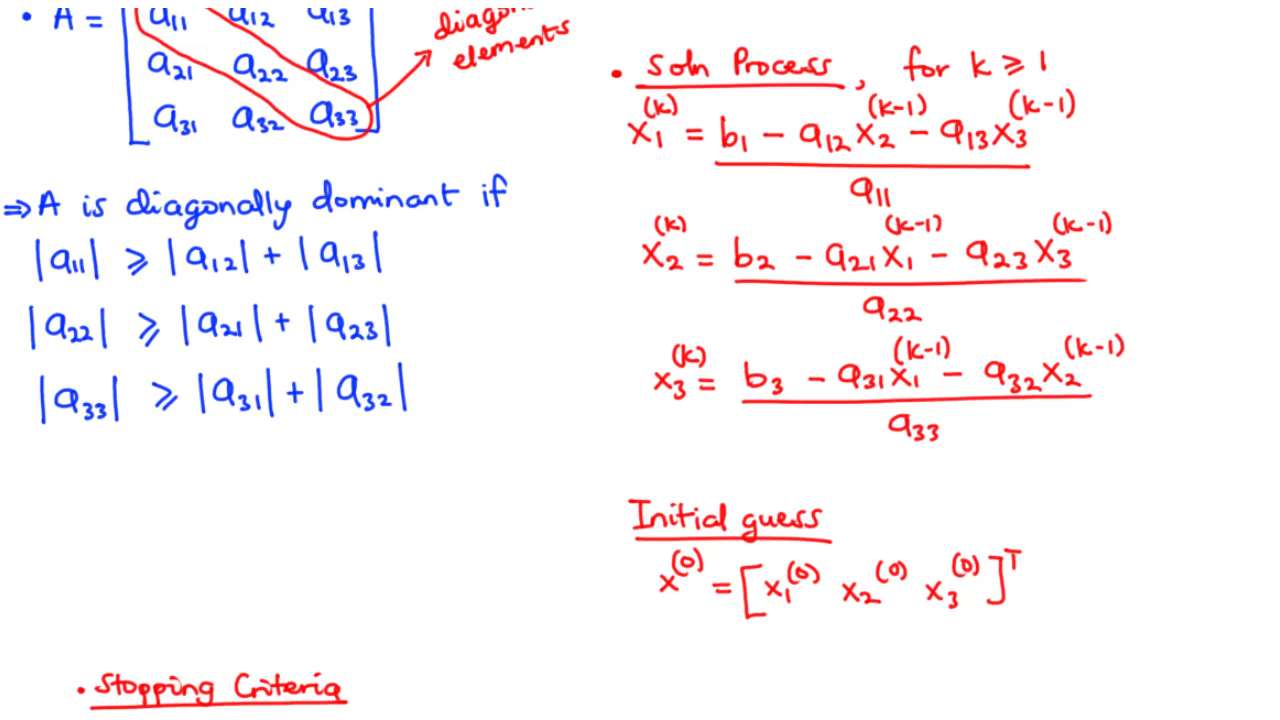 • A = [ a11 a12 a13
a21 a22 a23
a31 a32 a33 ]
elements
⇒ A is diagonally dominant if
|a11| ⩾ |a12| + |a13|
|a22| ⩾ |a21| + |a23|
|a33| ⩾ |a31| + |a32|
• Soln Process, for k ⩾ 1
x1^(k) = (b1 − a12 x2^(k-1) − a13 x3^(k-1)) / a11
x2^(k) = (b2 − a21 x1^(k-1) − a23 x3^(k-1)) / a22
x3^(k) = (b3 − a31 x1^(k-1) − a32 x2^(k-1)) / a33
Initial guess
x^(0) = [x1^(0) x2^(0) x3^(0)]^T
• Stopping Criteria